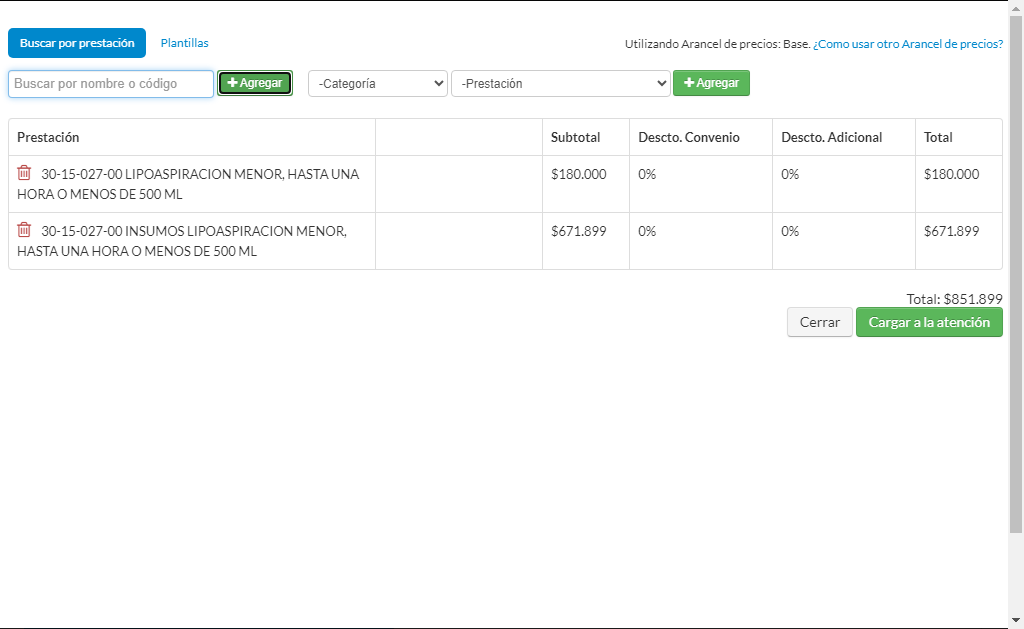 Buscar por prestación Plantillas Utilizando Arancel de precios: Base. ¿Como usar otro Arancel de precios?
Buscar por nombre o código + Agregar -Categoría -Prestación + Agregar
Prestación Subtotal Descto. Convenio Descto. Adicional Total
30-15-027-00 LIPOASPIRACION MENOR, HASTA UNA $180.000 0% 0% $180.000
HORA O MENOS DE 500 ML
30-15-027-00 INSUMOS LIPOASPIRACION MENOR, $671.899 0% 0% $671.899
HASTA UNA HORA O MENOS DE 500 ML
Total: $851.899
Cerrar Cargar a la atención